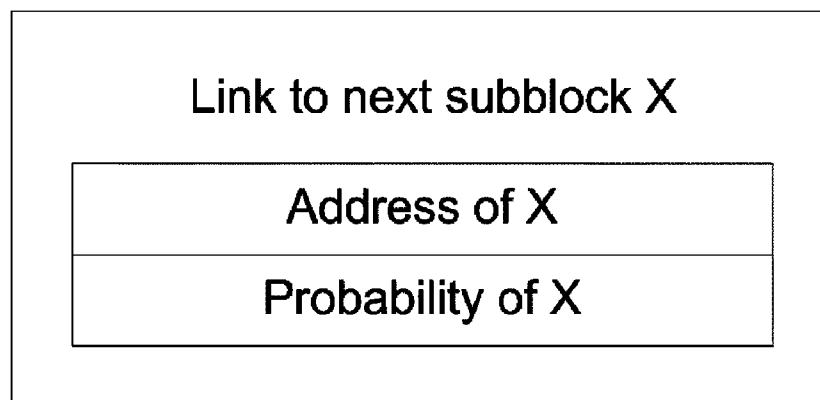 Link to next subblock X
Address of X
Probability of X